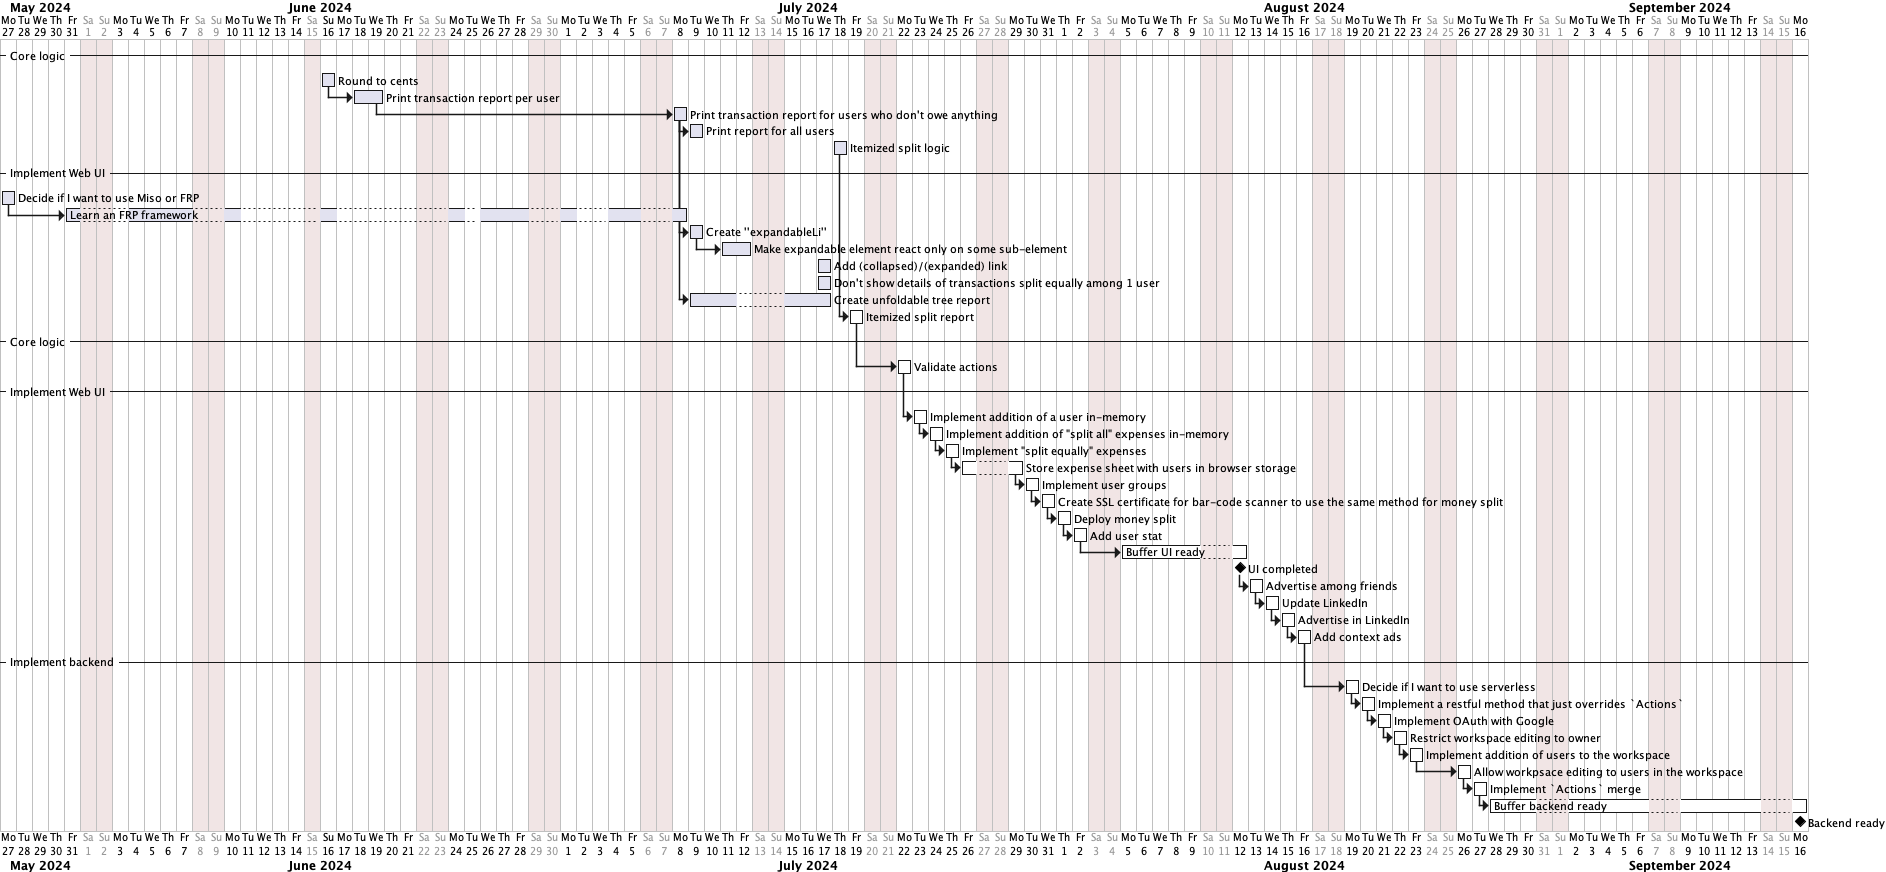 May 2024 June 2024 July 2024 August 2024 September 2024
Mo Tu We Th Fr Sa Su Mo Tu We Th Fr Sa Su Mo Tu We Th Fr Sa Su Mo Tu We Th Fr Sa Su Mo Tu We Th Fr Sa Su Mo Tu We Th Fr Sa Su Mo Tu We Th Fr Sa Su Mo Tu We Th Fr Sa Su Mo Tu We Th Fr Sa Su Mo Tu We Th Fr Sa Su Mo Tu We Th Fr Sa Su Mo Tu We Th Fr Sa Su Mo Tu We Th Fr Sa Su Mo Tu We Th Fr Sa Su Mo Tu We Th Fr Sa Su Mo Tu We Th Fr Sa Su Mo
27 28 29 30 31 1 2 3 4 5 6 7 8 9 10 11 12 13 14 15 16 17 18 19 20 21 22 23 24 25 26 27 28 29 30 1 2 3 4 5 6 7 8 9 10 11 12 13 14 15 16 17 18 19 20 21 22 23 24 25 26 27 28 29 30 31 1 2 3 4 5 6 7 8 9 10 11 12 13 14 15 16 17 18 19 20 21 22 23 24 25 26 27 28 29 30 31 1 2 3 4 5 6 7 8 9 10 11 12 13 14 15 16
Core logic
Round to cents
Print transaction report per user
Print transaction report for users who don't owe anything
Print report for all users
Itemized split logic
Implement Web UI
Decide if I want to use Miso or FRP
Learn an FRP framework
Create "expandableLi"
Make expandable element react only on some sub-element
Add (collapsed)/(expanded) link
Don't show details of transactions split equally among 1 user
Create unfoldable tree report
Itemized split report
Core logic
Validate actions
Implement Web UI
Implement addition of a user in-memory
Implement addition of "split all" expenses in-memory
Implement "split equally" expenses
Store expense sheet with users in browser storage
Implement user groups
Create SSL certificate for bar-code scanner to use the same method for money split
Deploy money split
Add user stat
Buffer UI ready
UI completed
Advertise among friends
Update LinkedIn
Advertise in LinkedIn
Add context ads
Implement backend
Decide if I want to use serverless
Implement a restful method that just overrides `Actions`
Implement OAuth with Google
Restrict workspace editing to owner
Implement addition of users to the workspace
Allow workpsace editing to users in the workspace
Implement `Actions` merge
Buffer backend ready
Backend ready
Mo Tu We Th Fr Sa Su Mo Tu We Th Fr Sa Su Mo Tu We Th Fr Sa Su Mo Tu We Th Fr Sa Su Mo Tu We Th Fr Sa Su Mo Tu We Th Fr Sa Su Mo Tu We Th Fr Sa Su Mo Tu We Th Fr Sa Su Mo Tu We Th Fr Sa Su Mo Tu We Th Fr Sa Su Mo Tu We Th Fr Sa Su Mo Tu We Th Fr Sa Su Mo Tu We Th Fr Sa Su Mo Tu We Th Fr Sa Su Mo Tu We Th Fr Sa Su Mo Tu We Th Fr Sa Su Mo
27 28 29 30 31 1 2 3 4 5 6 7 8 9 10 11 12 13 14 15 16 17 18 19 20 21 22 23 24 25 26 27 28 29 30 1 2 3 4 5 6 7 8 9 10 11 12 13 14 15 16 17 18 19 20 21 22 23 24 25 26 27 28 29 30 31 1 2 3 4 5 6 7 8 9 10 11 12 13 14 15 16 17 18 19 20 21 22 23 24 25 26 27 28 29 30 31 1 2 3 4 5 6 7 8 9 10 11 12 13 14 15 16
May 2024 June 2024 July 2024 August 2024 September 2024